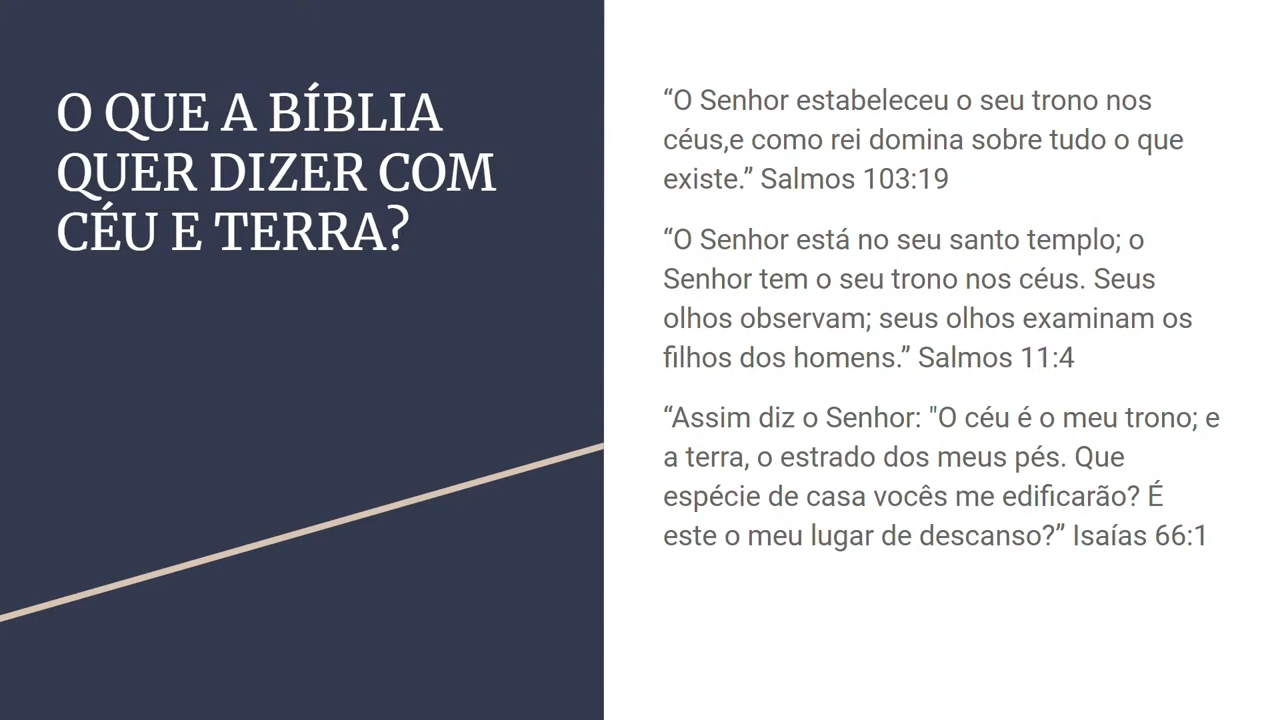 O QUE A BÍBLIA
QUER DIZER COM
CÉU E TERRA?
“O Senhor estabeleceu o seu trono nos
céus,e como rei domina sobre tudo o que
existe.” Salmos 103:19
“O Senhor está no seu santo templo; o
Senhor tem o seu trono nos céus. Seus
olhos observam; seus olhos examinam os
filhos dos homens.” Salmos 11:4
“Assim diz o Senhor: "O céu é o meu trono; e
a terra, o estrado dos meus pés. Que
espécie de casa vocês me edificarão? É
este o meu lugar de descanso?” Isaías 66:1